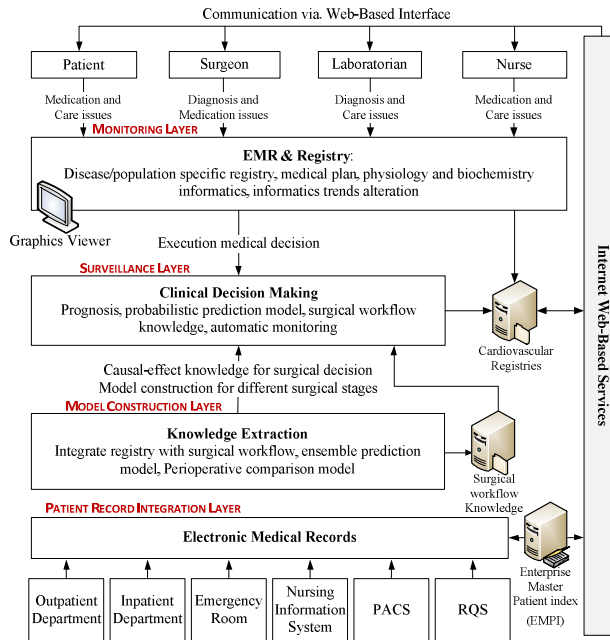 Communication via. Web-Based Interface
Patient
Surgeon
Laboratorian
Nurse
Medication and
Care issues
Diagnosis and
Medication issues
Diagnosis and
Care issues
Medication and
Care issues
MONITORING LAYER
EMR & Registry:
Disease/population specific registry, medical plan, physiology and biochemistry
informatics, informatics trends alteration
Graphics Viewer
Execution medical decision
SURVEILLANCE LAYER
Clinical Decision Making
Prognosis, probabilistic prediction model, surgical workflow
knowledge, automatic monitoring
Cardiovascular
Registries
Internet Web-Based Services
Causal-effect knowledge for surgical decision
Model construction for different surgical stages
MODEL CONSTRUCTION LAYER
Knowledge Extraction
Integrate registry with surgical workflow, ensemble prediction
model, Perioperative comparison model
Surgical
workflow
Knowledge
PATIENT RECORD INTEGRATION LAYER
Electronic Medical Records
Enterprise
Master
Patient index
(EMPI)
Outpatient
Department
Inpatient
Department
Emergency
Room
Nursing
Information
System
PACS
RQS